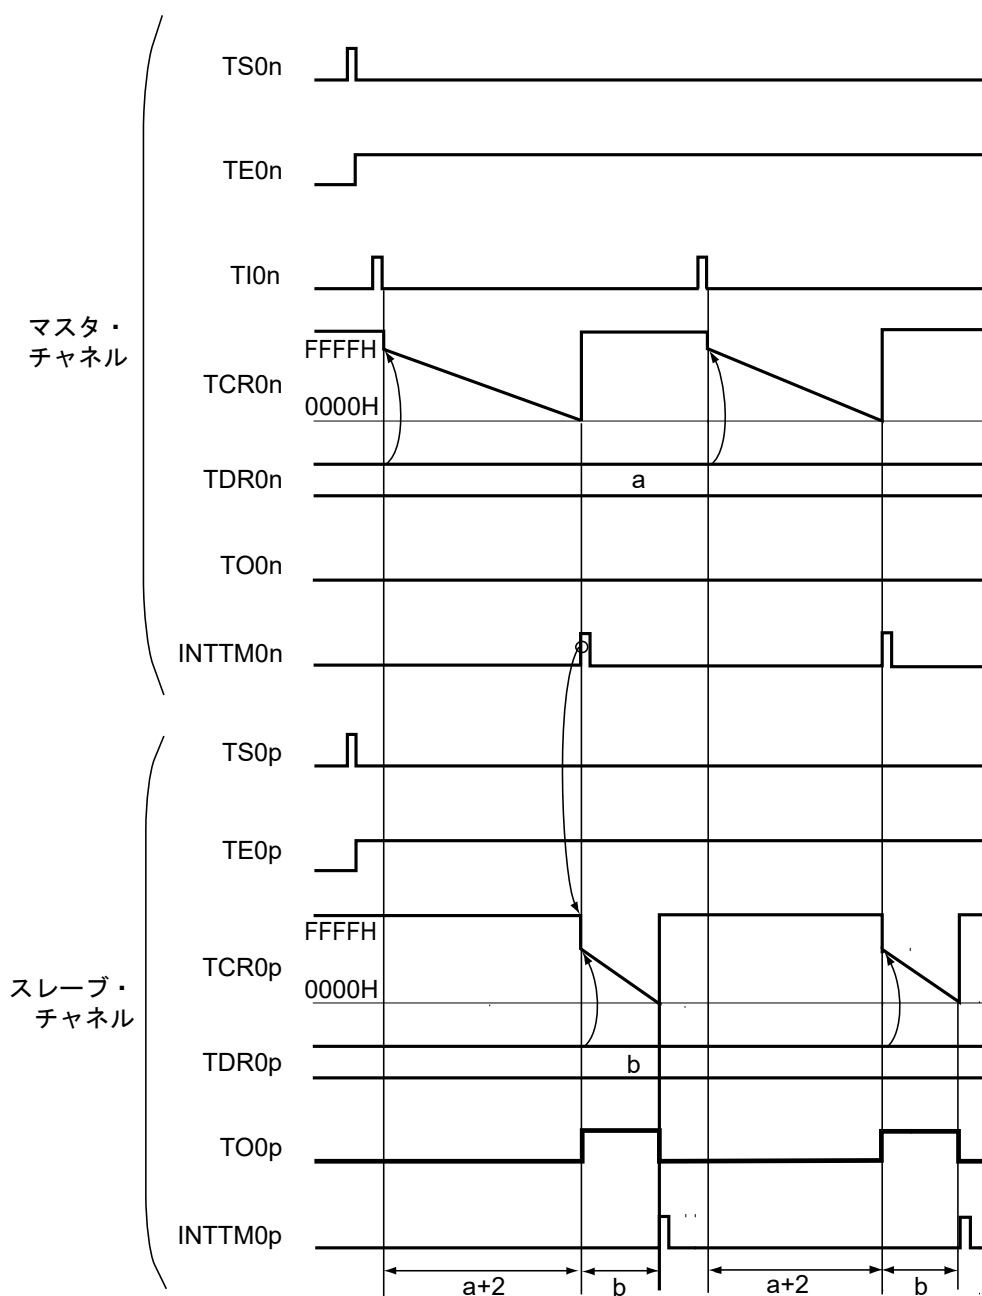 TS0n
TE0n
TI0n
マスタ・
チャネル
FFFFH
TCR0n
0000H
TDR0n
a
TO0n
INTTM0n
TS0p
TE0p
FFFFH
TCR0p
0000H
スレーブ・
チャネル
TDR0p
b
TO0p
INTTM0p
a+2 b a+2 b